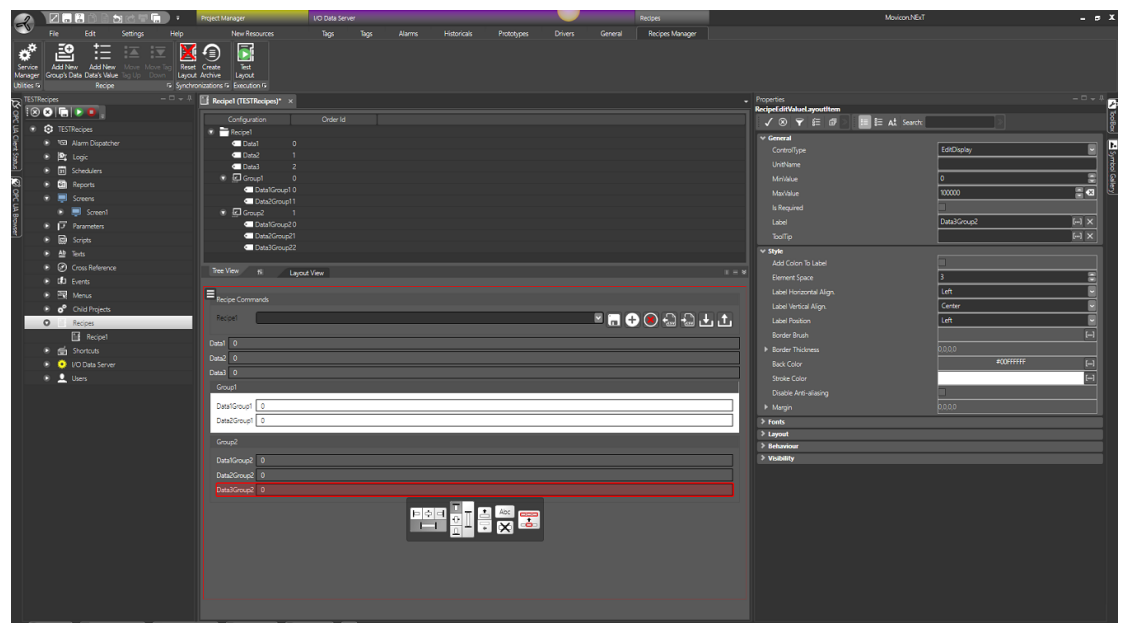 Project Manager
I/O Data Server
Recipes
Movicon.NExT
File Edit Settings Help New Resources Tags Tags Alarms Historicals Prototypes Drivers General Recipes Manager
Service Manager
Add New Group's Data
Add New Data's Value
Move Tag Up
Move Tag Down
Reset Layout
Create Archive
Test Layout
Utilities
Recipe
Synchronizations
Execution
TESTRecipes
OPC UA Client Status
OPC UA Browser
TESTRecipes
Alarm Dispatcher
Logic
Schedulers
Reports
Screens
Screen1
Parameters
Scripts
Texts
Cross Reference
Events
Menus
Child Projects
Recipes
Recipe1
Shortcuts
I/O Data Server
Users
Recipe1 (TESTRecipes)*
Configuration Order Id
Recipe1
Data1 0
Data2 1
Data3 2
Group1 0
Data1Group1 0
Data2Group1 1
Group2 1
Data1Group2 0
Data2Group2 1
Data3Group2 2
Tree View
Layout View
Recipe Commands
Recipe1
Data1 0
Data2 0
Data3 0
Group1
Data1Group1 0
Data2Group1 0
Group2
Data1Group2 0
Data2Group2 0
Data3Group2 0
Abc
Properties
RecipeEditValueLayoutItem
Search:
General
ControlType EditDisplay
UnitName
MinValue 0
MaxValue 100000
Is Required
Label Data3Group2
ToolTip
Style
Add Colon To Label
Element Space 3
Label Horizontal Align. Left
Label Vertical Align. Center
Label Position Left
Border Brush
Border Thickness 0,0,0,0
Back Color #00FFFFFF
Stroke Color
Disable Anti-aliasing
Margin 0,0,0,0
Fonts
Layout
Behaviour
Visibility
ToolBox
Symbol Gallery